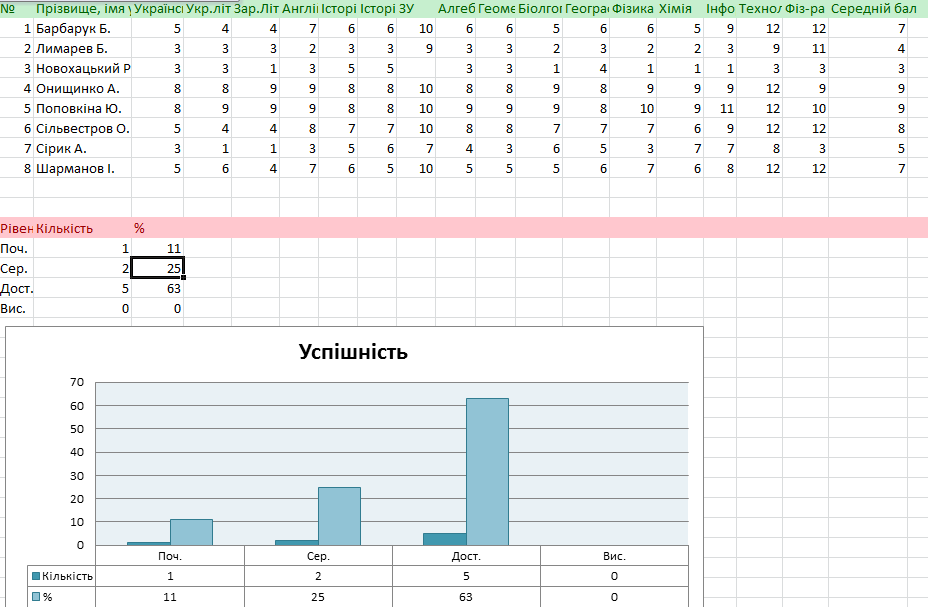 № Прізвище, імя Українс Укр.літ Зар.Літ Англі Історі Історі ЗУ Алгеб Геоме Біолог Геогра Фізика Хімія Інфо Технол Фіз-ра Середній бал
1 Барбарук Б. 5 4 4 7 6 6 10 6 6 5 6 6 5 9 12 12 7
2 Лимарев Б. 3 3 3 2 3 3 9 3 3 2 3 2 2 3 9 11 4
3 Новохацький Р 3 3 1 3 5 5 3 3 1 4 1 1 1 3 3 3
4 Онищинко А. 8 8 9 9 8 8 10 8 8 9 8 9 9 9 12 9 9
5 Поповкіна Ю. 8 9 9 9 8 8 10 9 9 9 8 10 9 11 12 10 9
6 Сільвестров О. 5 4 4 8 7 7 10 8 8 7 7 7 6 9 12 12 8
7 Сірик А. 3 1 1 3 5 6 7 4 3 6 5 3 7 7 8 3 5
8 Шарманов І. 5 6 4 7 6 5 10 5 5 5 6 7 6 8 12 12 7
Рівен Кількість %
Поч. 1 11
Сер. 2 25
Дост. 5 63
Вис. 0 0
Успішність
70
60
50
40
30
20
10
0
Поч. Сер. Дост. Вис.
Кількість 1 2 5 0
% 11 25 63 0